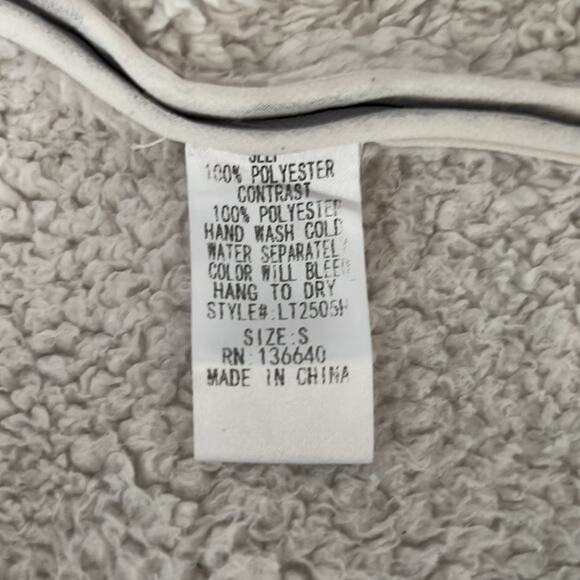 SELF
100% POLYESTER
CONTRAST
100% POLYESTER
HAND WASH COLD
WATER SEPARATELY
COLOR WILL BLEED
HANG TO DRY
STYLE#:LT2505H
SIZE:S
RN:136640
MADE IN CHINA